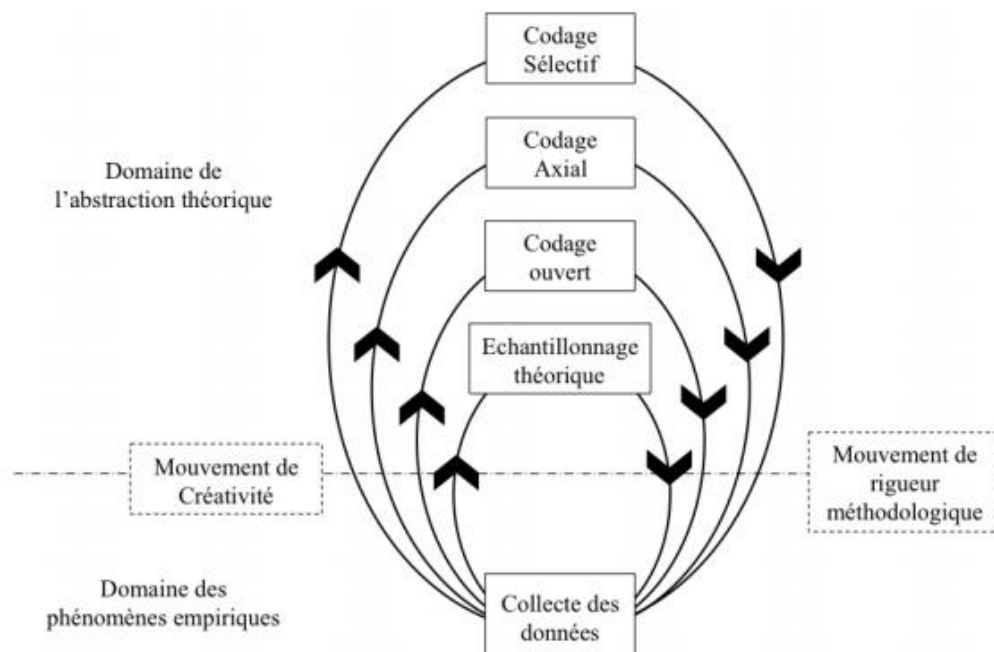 Codage
Sélectif
Codage
Axial
Domaine de
l’abstraction théorique
Codage
ouvert
Echantillonnage
théorique
Mouvement de
Créativité
Mouvement de
rigueur
méthodologique
Domaine des
phénomènes empiriques
Collecte des
données